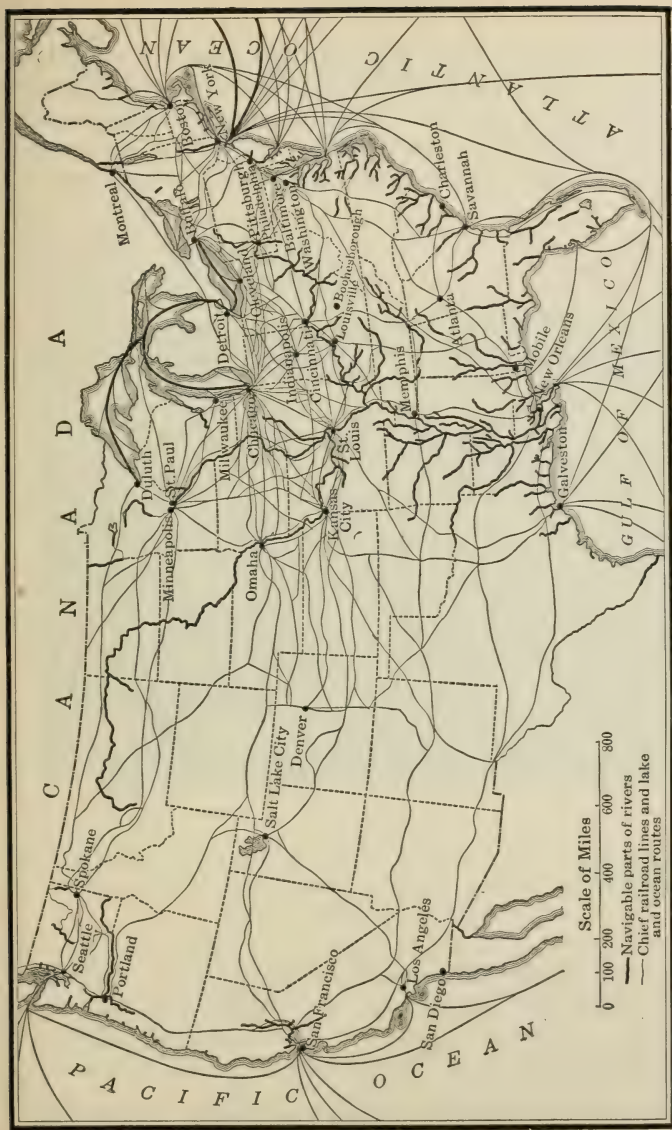 CANADA
PACIFIC OCEAN
ATLANTIC OCEAN
GULF OF MEXICO
Seattle
Spokane
Portland
San Francisco
Los Angeles
San Diego
Salt Lake City
Denver
Duluth
Minneapolis
St. Paul
Omaha
Kansas
City
Milwaukee
Chicago
St.
Louis
Detroit
Indianapolis
Cincinnati
Louisville
Boonesborough
Memphis
Cleveland
Pittsburgh
Philadelphia
Baltimore
Washington
Montreal
Boston
New York
Charleston
Savannah
Atlanta
Mobile
New Orleans
Galveston
Scale of Miles
0 100 200 400 600 800
Navigable parts of rivers
Chief railroad lines and lake
and ocean routes